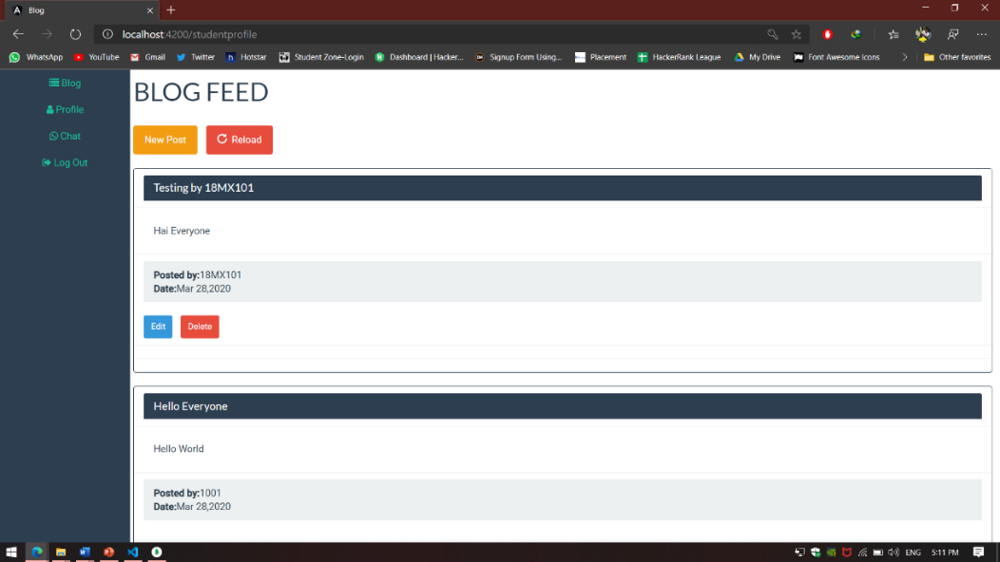 Blog
localhost:4200/studentprofile
WhatsApp YouTube Gmail Twitter Hotstar Student Zone-Login Dashboard | Hacker... Signup Form Using... Placement HackerRank League My Drive Font Awesome Icons Other favorites
Blog
Profile
Chat
Log Out
BLOG FEED
New Post Reload
Testing by 18MX101
Hai Everyone
Posted by:18MX101
Date:Mar 28,2020
Edit Delete
Hello Everyone
Hello World
Posted by:1001
Date:Mar 28,2020
ENG 5:11 PM